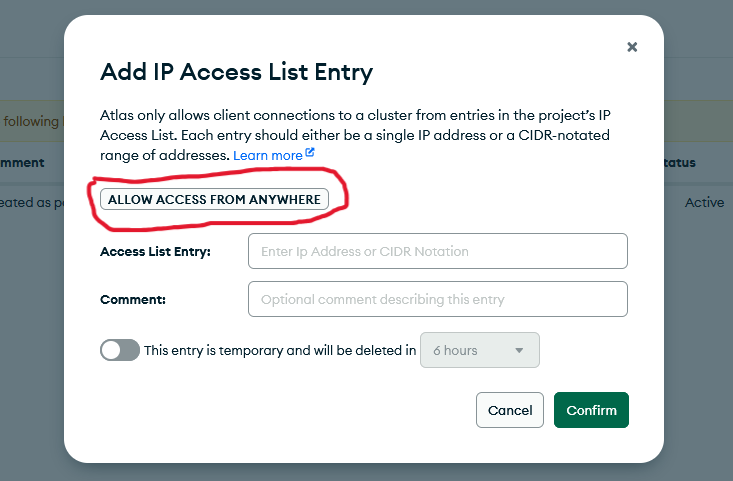 Add IP Access List Entry
Atlas only allows client connections to a cluster from entries in the project's IP
Access List. Each entry should either be a single IP address or a CIDR-notated
range of addresses. Learn more
ALLOW ACCESS FROM ANYWHERE
Access List Entry: Enter Ip Address or CIDR Notation
Comment: Optional comment describing this entry
This entry is temporary and will be deleted in 6 hours
Cancel Confirm
following
mment
tatus
eated as p
Active